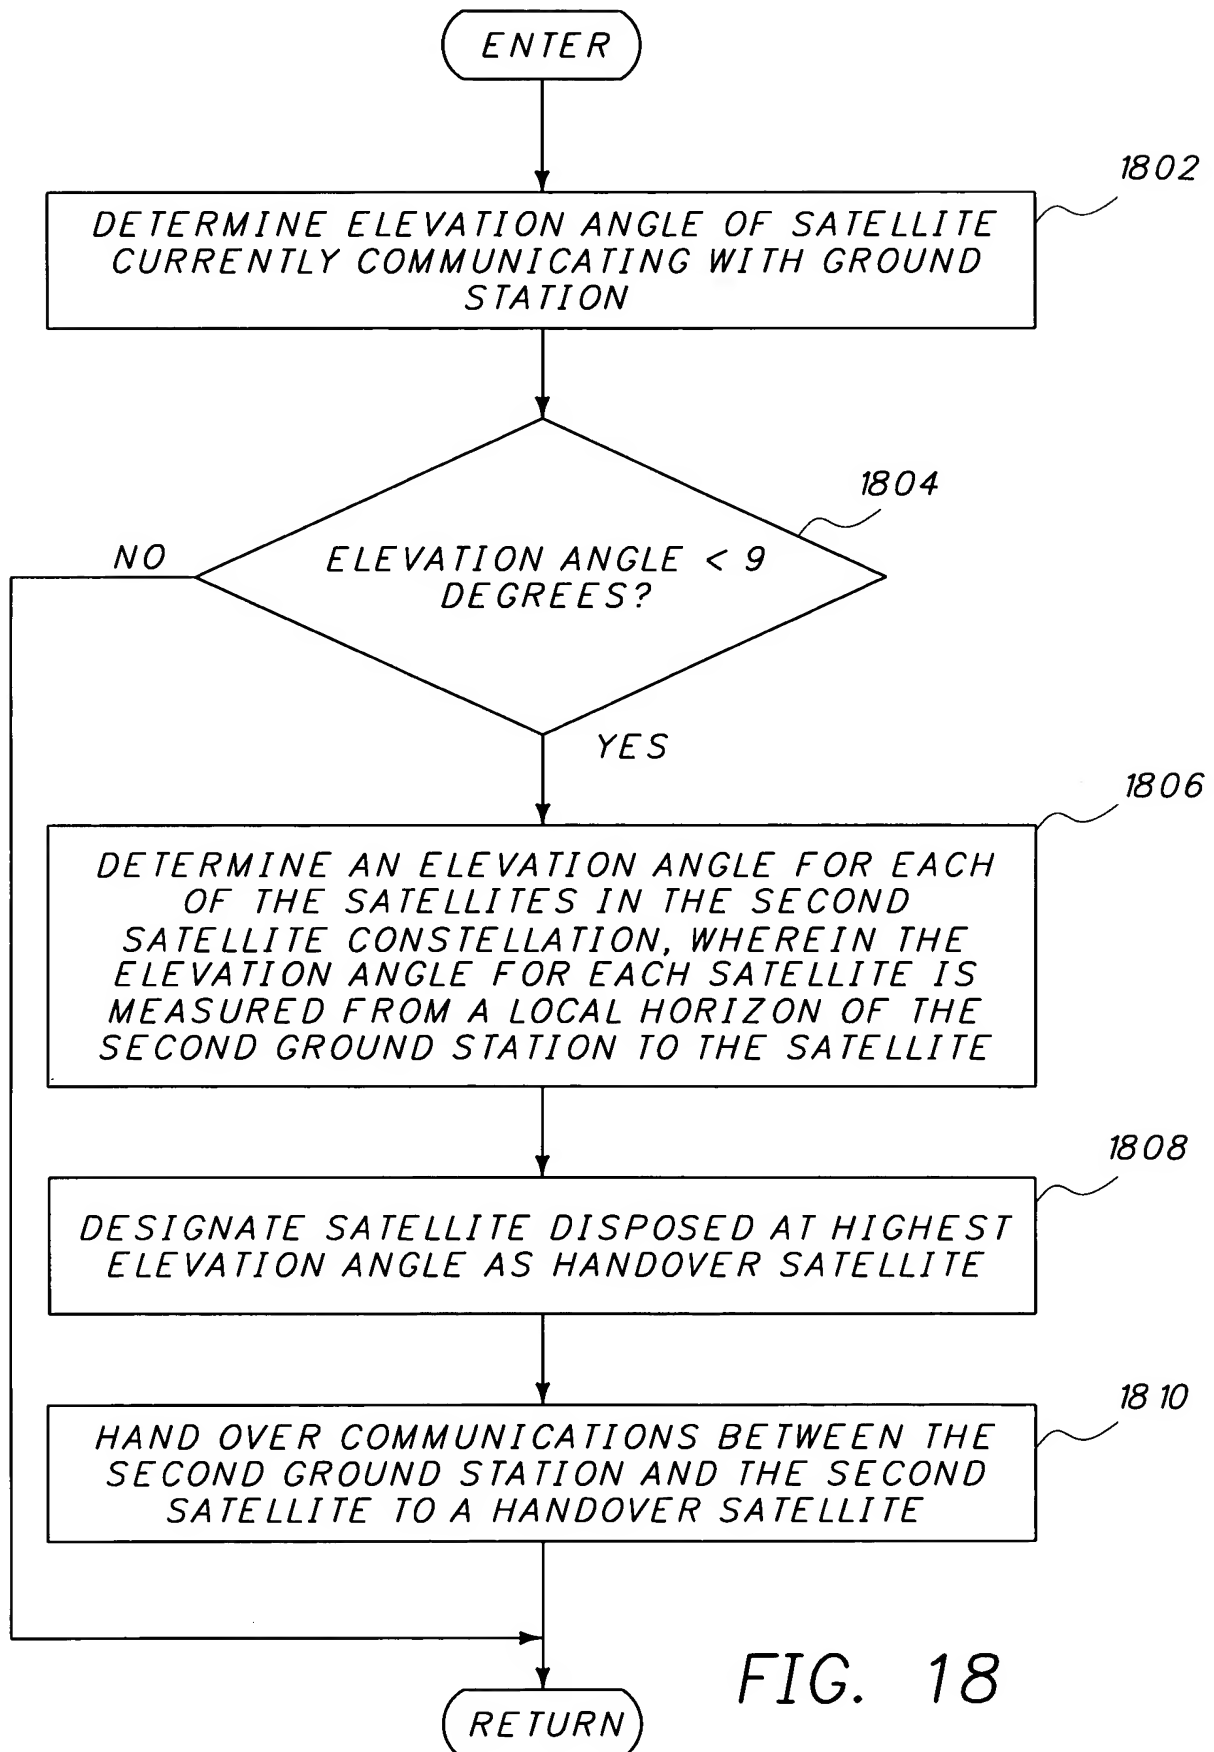 ENTER
1802
DETERMINE ELEVATION ANGLE OF SATELLITE
CURRENTLY COMMUNICATING WITH GROUND
STATION
1804
NO
ELEVATION ANGLE < 9
DEGREES?
YES
1806
DETERMINE AN ELEVATION ANGLE FOR EACH
OF THE SATELLITES IN THE SECOND
SATELLITE CONSTELLATION, WHEREIN THE
ELEVATION ANGLE FOR EACH SATELLITE IS
MEASURED FROM A LOCAL HORIZON OF THE
SECOND GROUND STATION TO THE SATELLITE
1808
DESIGNATE SATELLITE DISPOSED AT HIGHEST
ELEVATION ANGLE AS HANDOVER SATELLITE
1810
HAND OVER COMMUNICATIONS BETWEEN THE
SECOND GROUND STATION AND THE SECOND
SATELLITE TO A HANDOVER SATELLITE
FIG. 18
RETURN